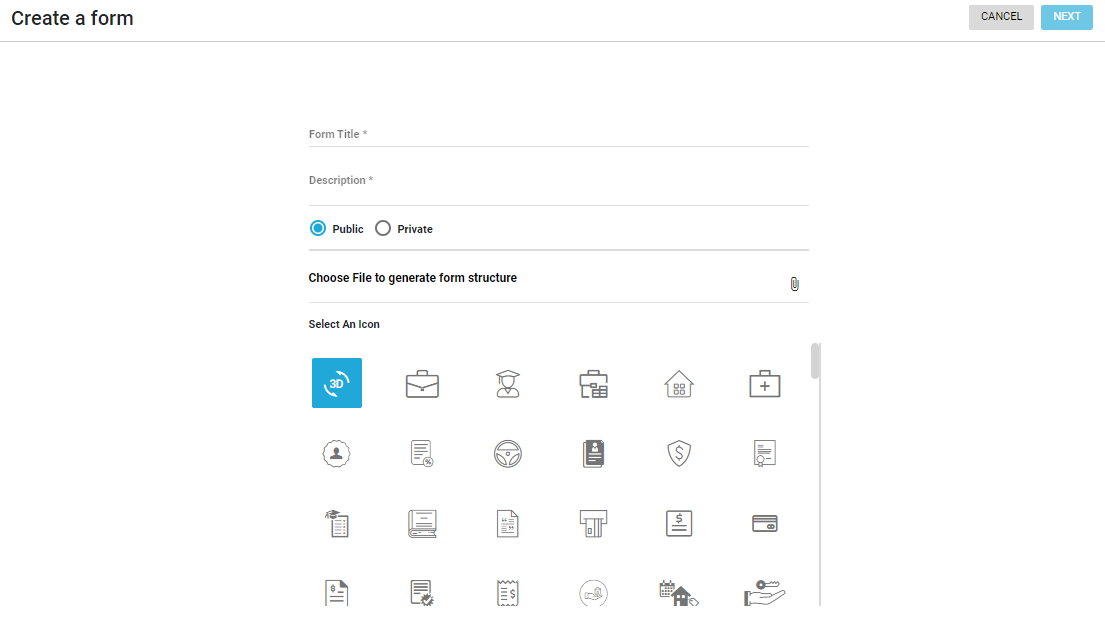 Create a form
CANCEL
NEXT
Form Title *
Description *
Public
Private
Choose File to generate form structure
Select An Icon
3D